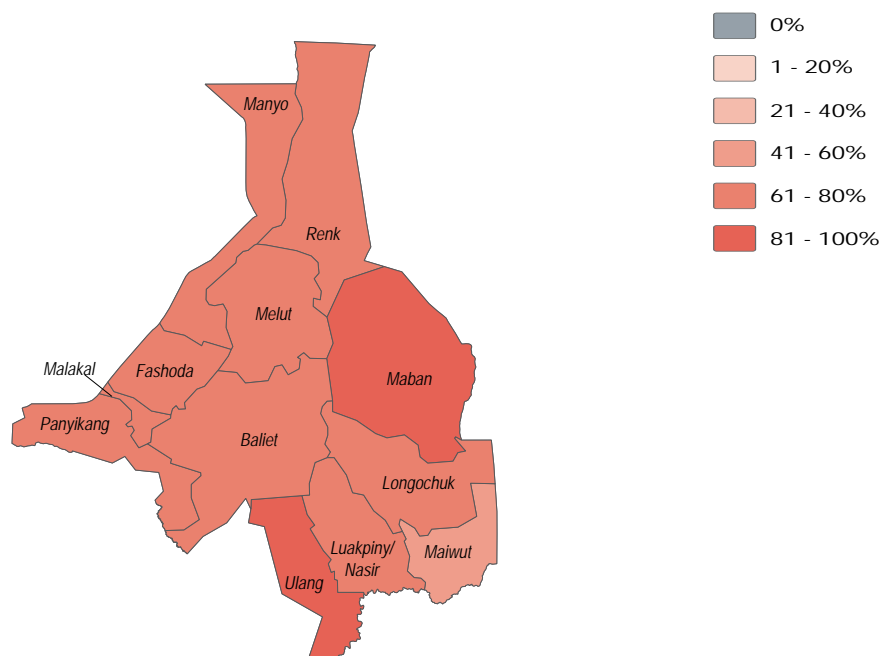 0%
1 - 20%
21 - 40%
41 - 60%
61 - 80%
81 - 100%
Manyo
Renk
Melut
Malakal
Fashoda
Maban
Panyikang
Baliet
Longochuk
Luakpiny/
Nasir
Maiwut
Ulang